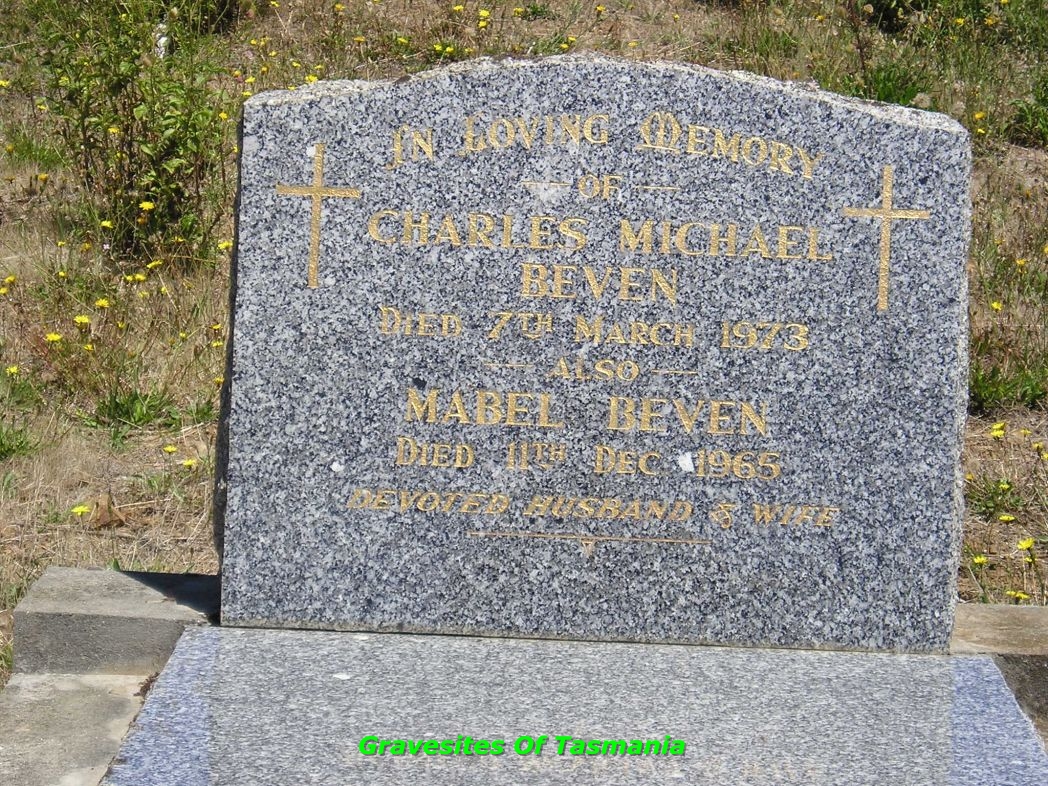 IN LOVING MEMORY
OF
CHARLES MICHAEL
BEVEN
DIED 7TH MARCH 1973
ALSO
MABEL BEVEN
DIED 11TH DEC 1965
DEVOTED HUSBAND & WIFE
Gravesites Of Tasmania